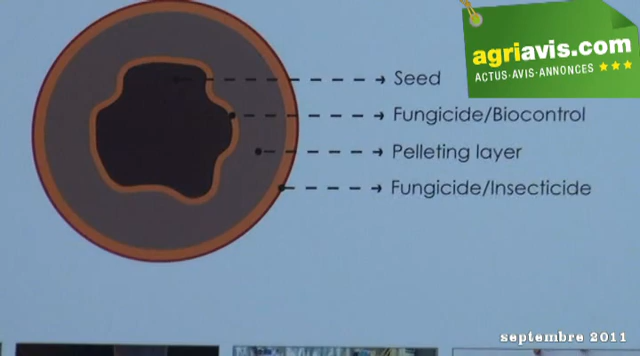 agriavis.com
ACTUS-AVIS-ANNONCES
Seed
Fungicide/Biocontrol
Pelleting layer
Fungicide/Insecticide
septembre 2011